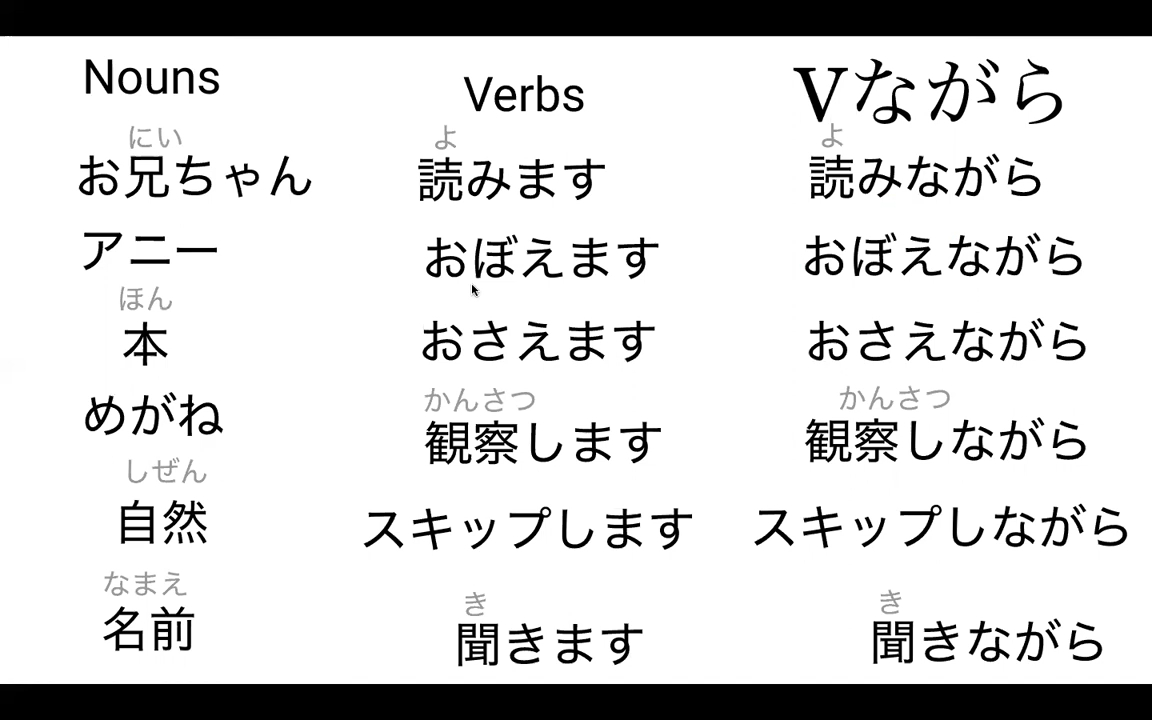 Nouns
にい
お兄ちゃん
アニー
ほん
本
めがね
しぜん
自然
なまえ
名前
Verbs
よ
読みます
おぼえます
おさえます
かんさつ
観察します
スキップします
き
聞きます
Vながら
よ
読みながら
おぼえながら
おさえながら
かんさつ
観察しながら
スキップしながら
き
聞きながら